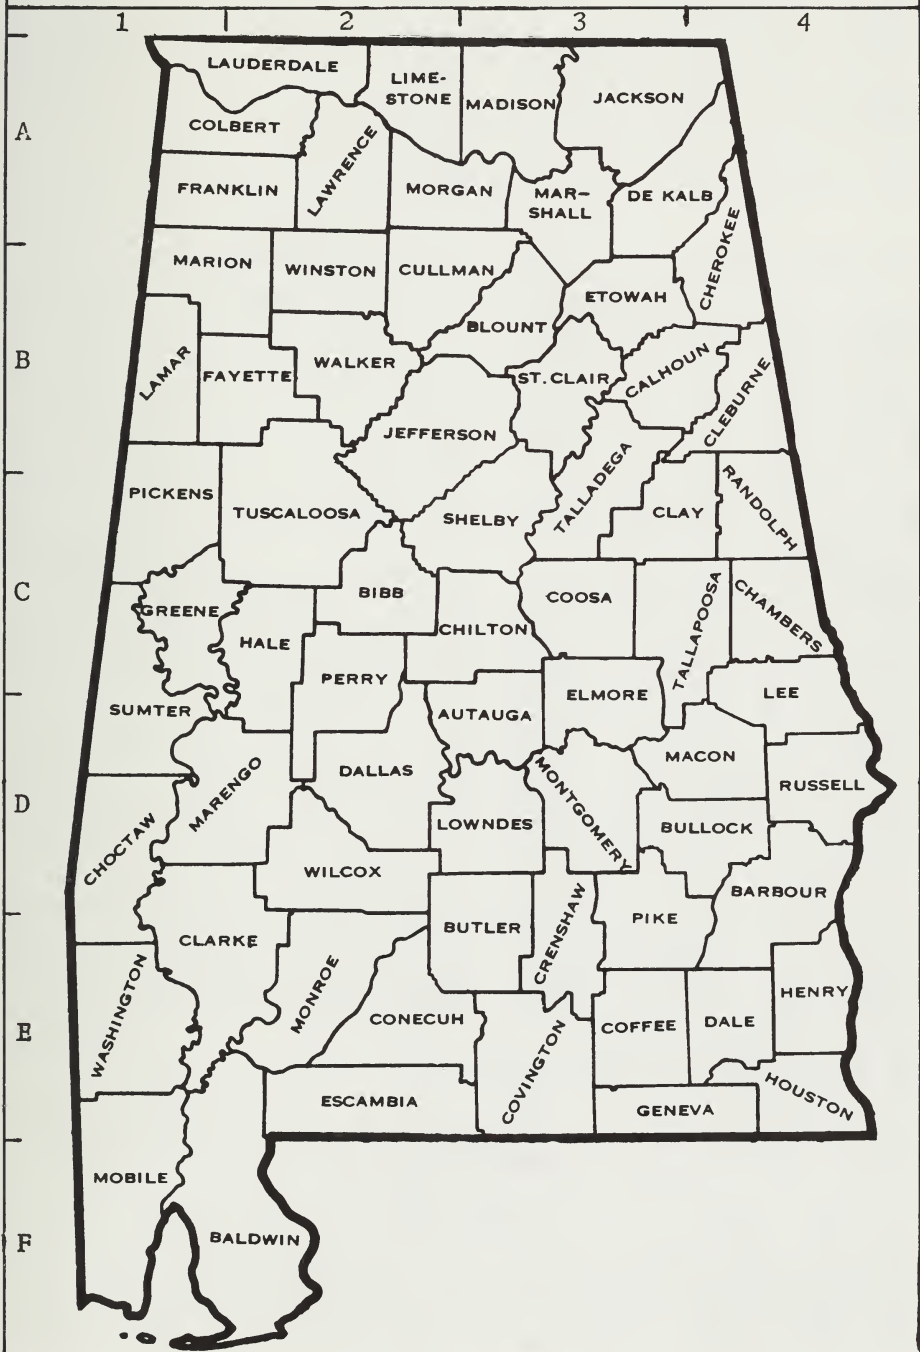 1 2 3 4
A
B
C
D
E
F
LAUDERDALE
LIME-
STONE
MADISON
JACKSON
COLBERT
LAWRENCE
FRANKLIN
MORGAN
MAR-
SHALL
DE KALB
CHEROKEE
MARION
WINSTON
CULLMAN
ETOWAH
BLOUNT
LAMAR
FAYETTE
WALKER
ST. CLAIR
CALHOUN
CLEBURNE
JEFFERSON
TALLADEGA
PICKENS
TUSCALOOSA
SHELBY
CLAY
RANDOLPH
GREENE
HALE
BIBB
CHILTON
COOSA
TALLAPOOSA
CHAMBERS
PERRY
SUMTER
AUTAUGA
ELMORE
LEE
MARENGO
DALLAS
MONTGOMERY
MACON
RUSSELL
CHOCTAW
LOWNDES
BULLOCK
WILCOX
BARBOUR
CLARKE
BUTLER
CRENSHAW
PIKE
WASHINGTON
MONROE
CONECUH
COVINGTON
COFFEE
DALE
HENRY
ESCAMBIA
GENEVA
HOUSTON
MOBILE
BALDWIN